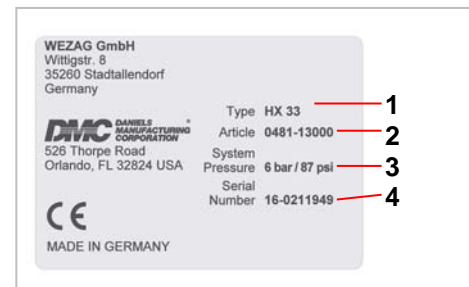 WEZAG GmbH
Wittigstr. 8
35260 Stadtallendorf
Germany
DMC DANIELS MANUFACTURING CORPORATION
526 Thorpe Road
Orlando, FL 32824 USA
CE
MADE IN GERMANY
Type HX 33
Article 0481-13000
System
Pressure 6 bar / 87 psi
Serial
Number 16-0211949
1
2
3
4